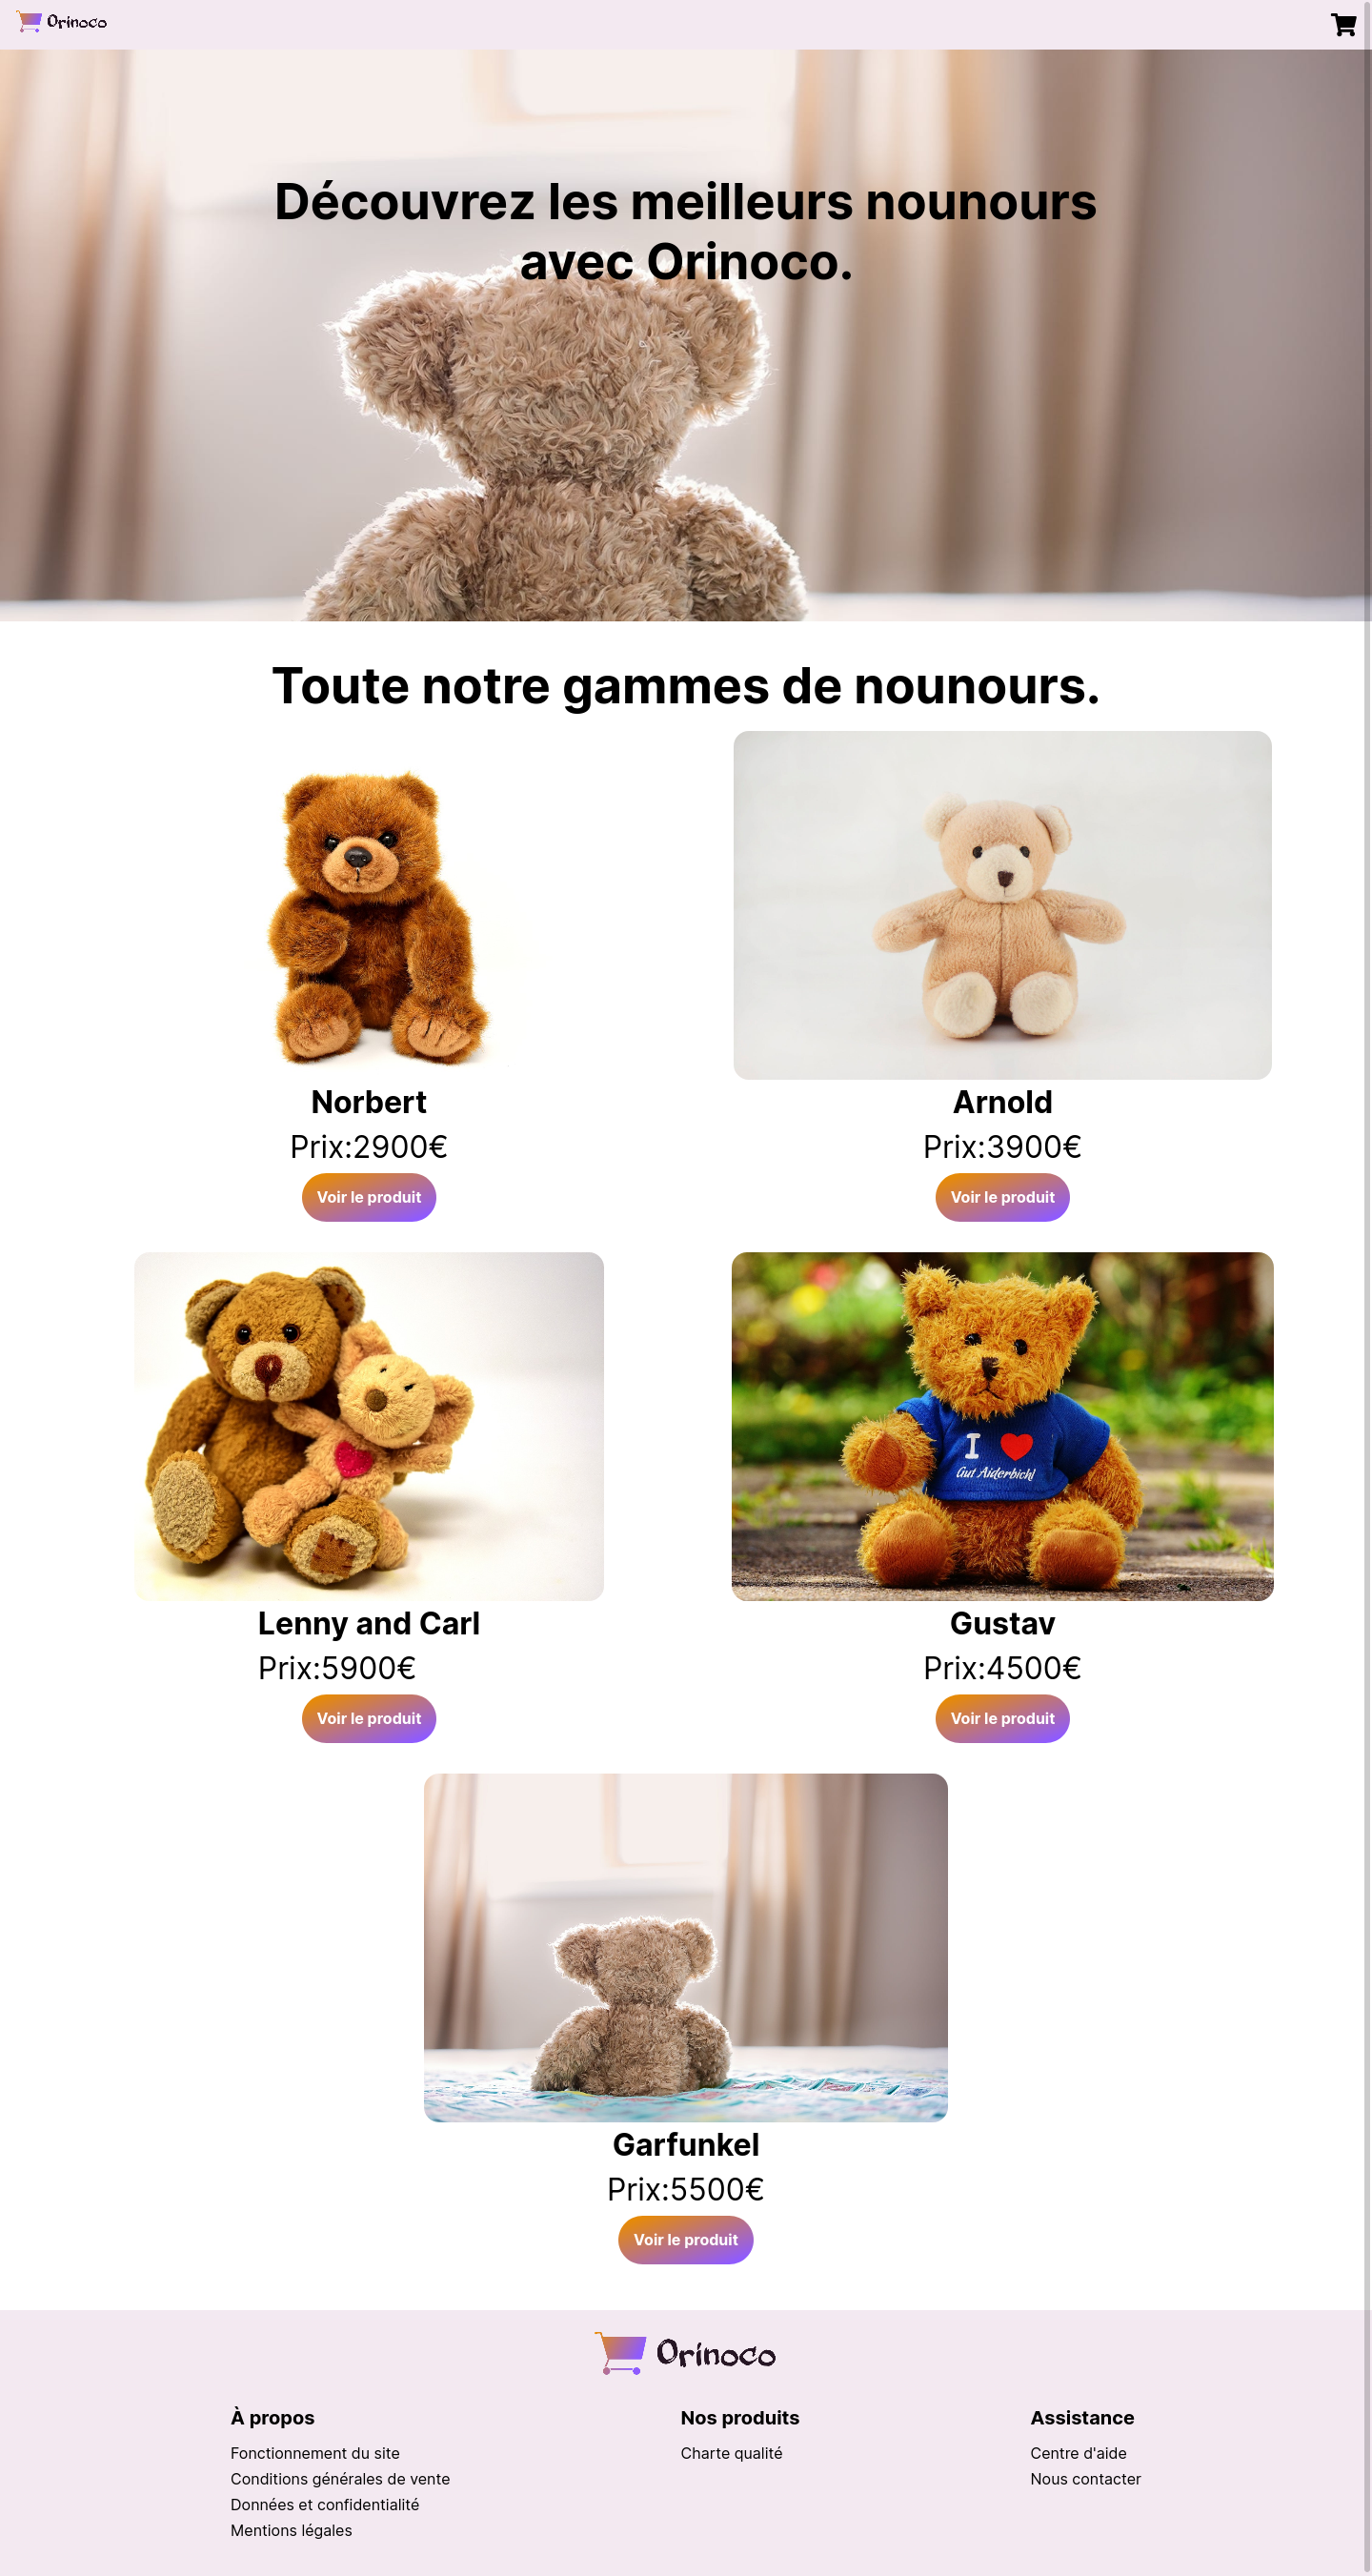 Orinoco
Découvrez les meilleurs nounours
avec Orinoco.
Toute notre gammes de nounours.
Norbert
Prix:2900€
Voir le produit
Arnold
Prix:3900€
Voir le produit
I ❤
Gut Aiderbichl
Lenny and Carl
Prix:5900€
Voir le produit
Gustav
Prix:4500€
Voir le produit
Garfunkel
Prix:5500€
Voir le produit
Orinoco
À propos
Fonctionnement du site
Conditions générales de vente
Données et confidentialité
Mentions légales
Nos produits
Charte qualité
Assistance
Centre d'aide
Nous contacter